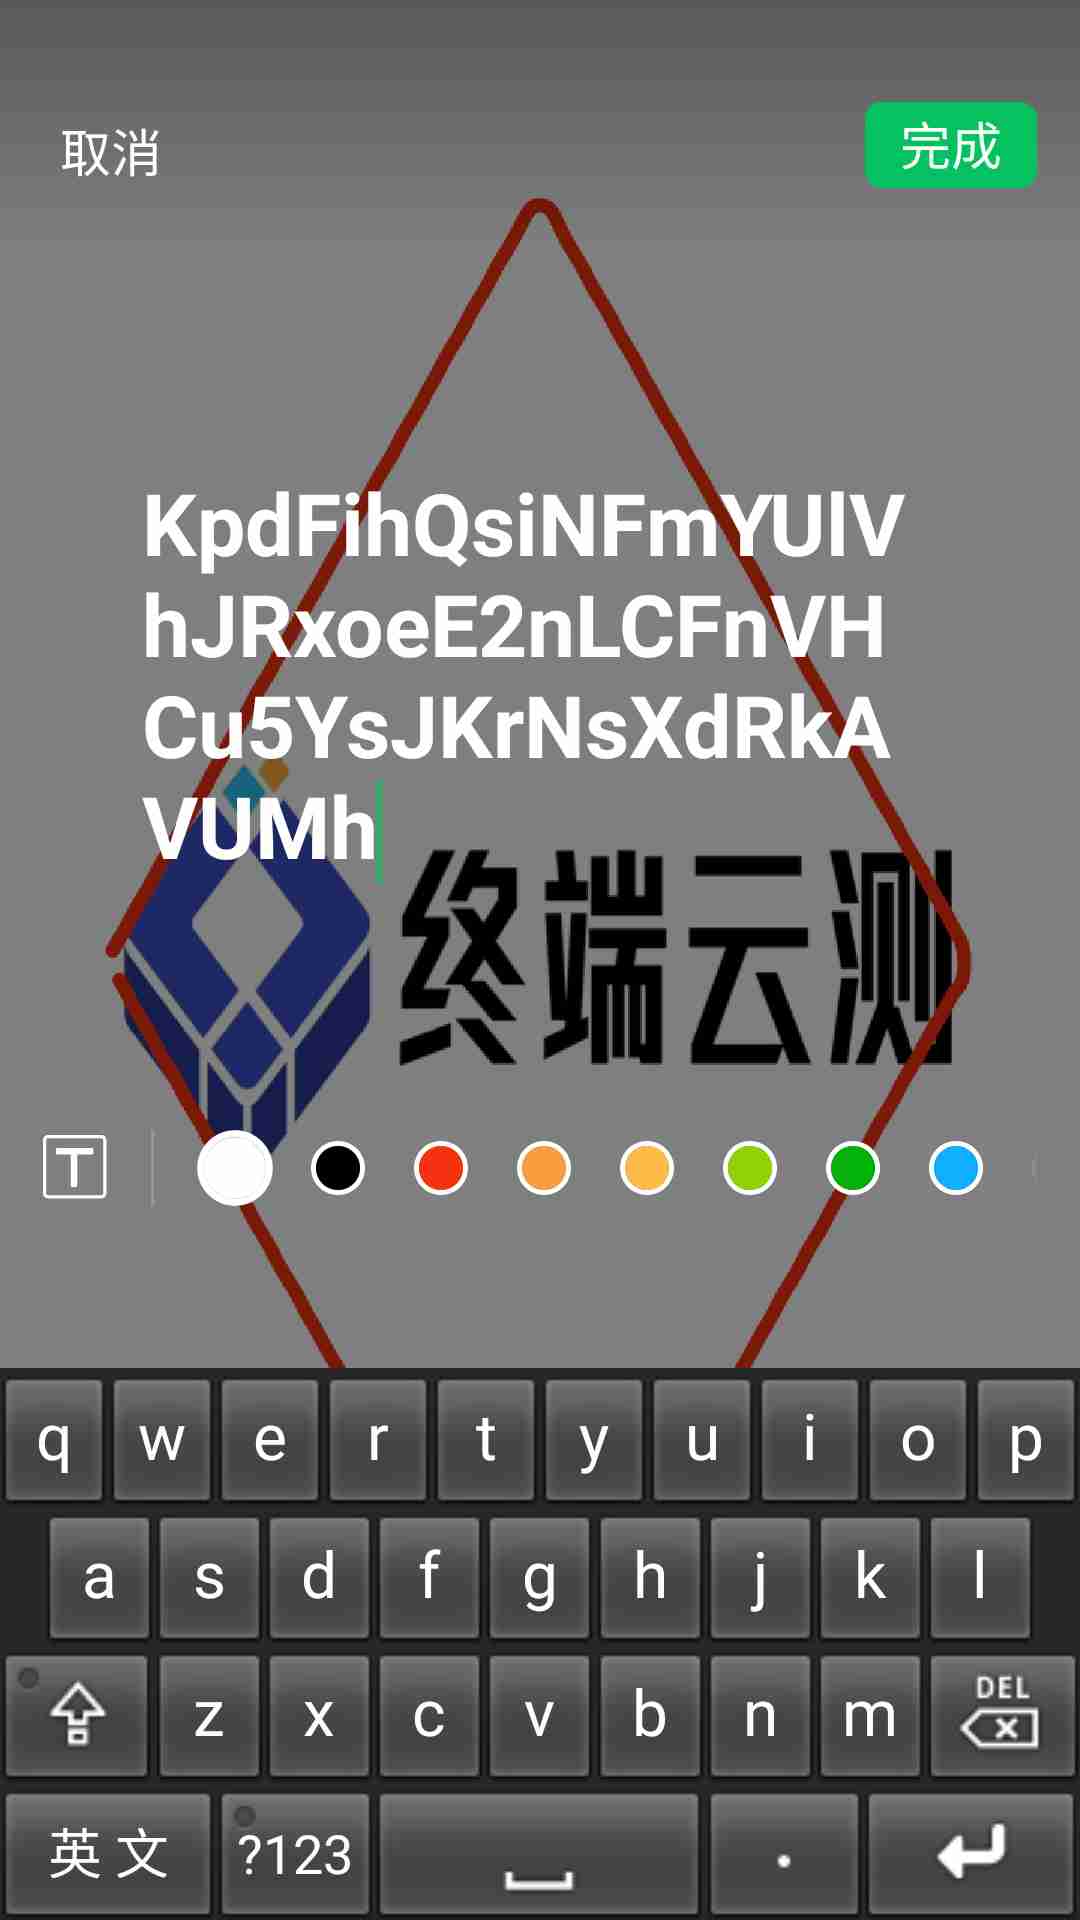 取消
完成
KpdFihQsiNFmYUlV
hJRxoeE2nLCFnVH
Cu5YsJKrNsXdRkA
VUMh
终端云测
T
q w e r t y u i o p
a s d f g h j k l
DEL
z x c v b n m
英文 ?123 .